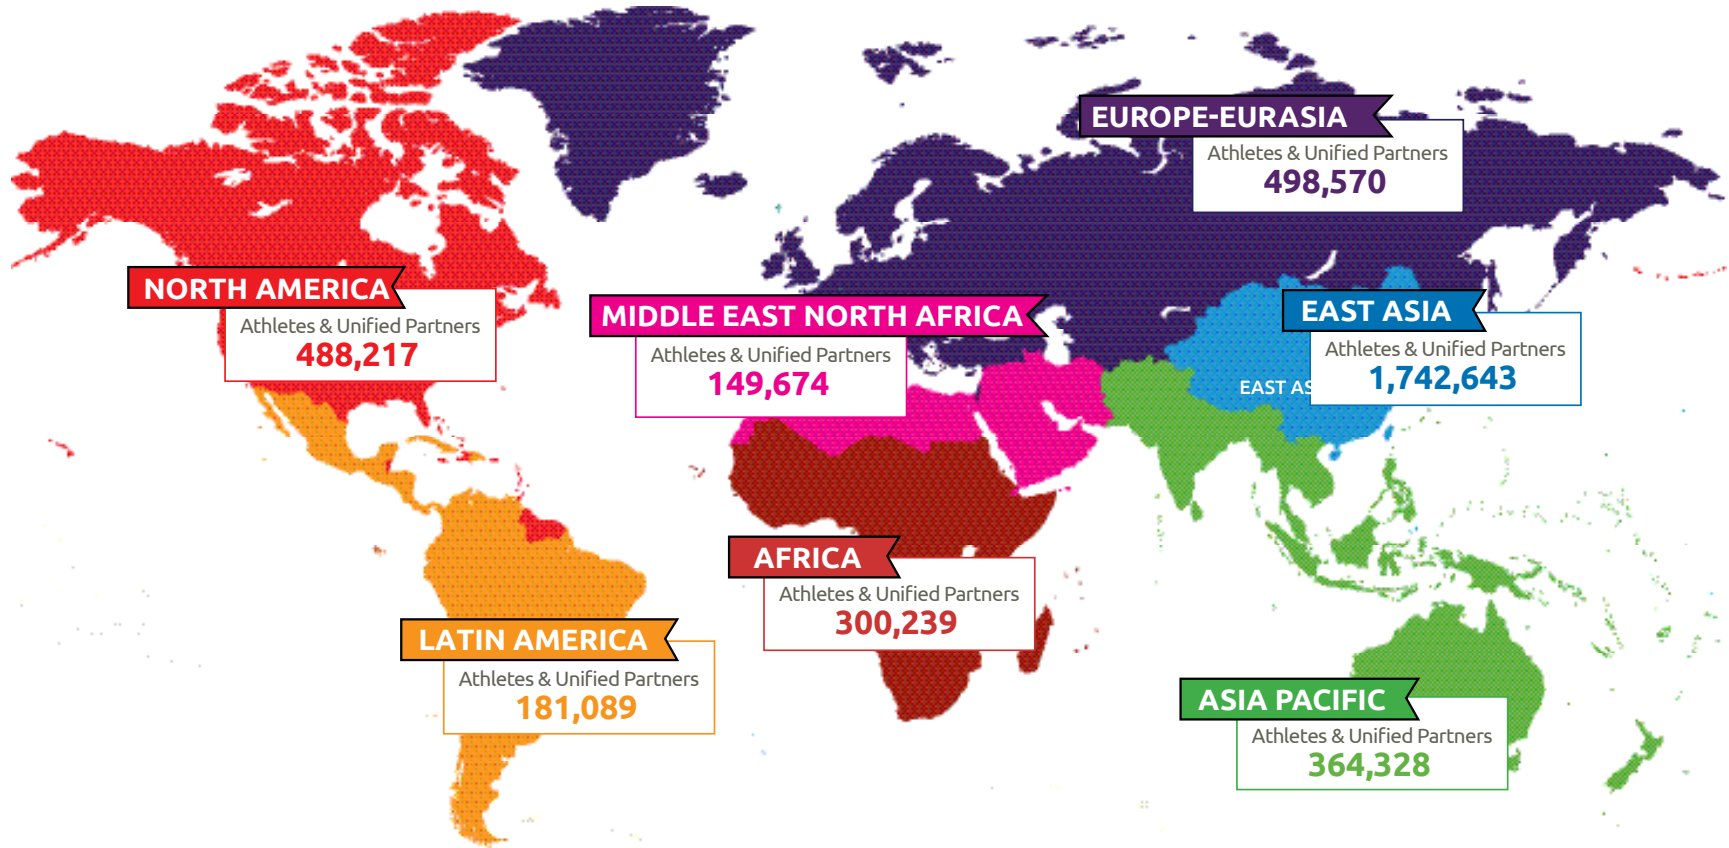 EUROPE-EURASIA
Athletes & Unified Partners
498,570
NORTH AMERICA
Athletes & Unified Partners
488,217
MIDDLE EAST NORTH AFRICA
Athletes & Unified Partners
149,674
EAST ASIA
Athletes & Unified Partners
1,742,643
EAST AS
AFRICA
Athletes & Unified Partners
300,239
LATIN AMERICA
Athletes & Unified Partners
181,089
ASIA PACIFIC
Athletes & Unified Partners
364,328